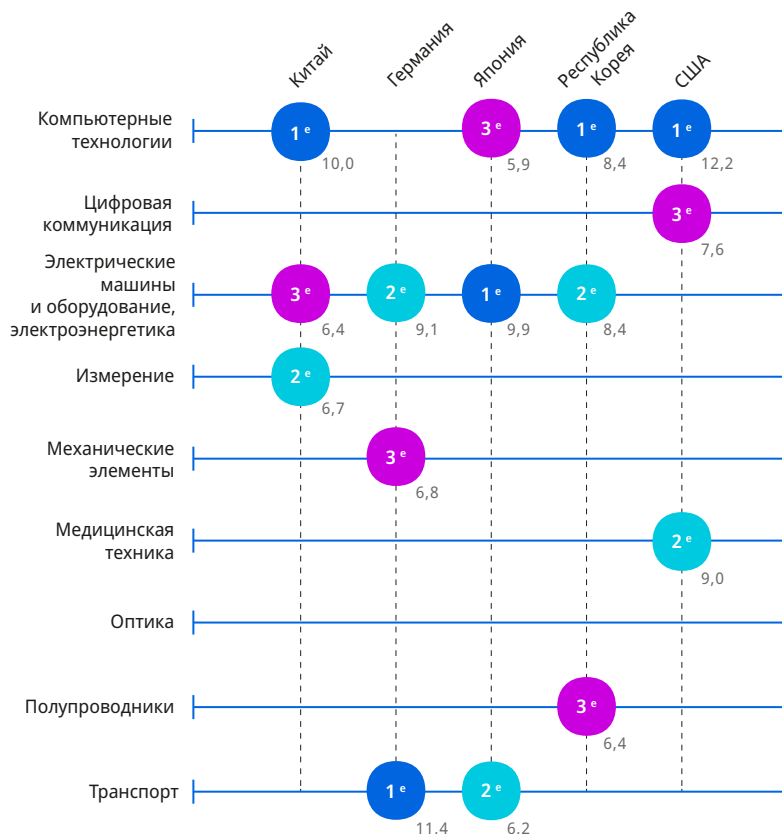 Китай
Германия
Япония
Республика
Корея
США
Компьютерные
технологии
1 е
10,0
3 е
5,9
1 е
8,4
1 е
12,2
Цифровая
коммуникация
3 е
7,6
Электрические
машины
и оборудование,
электроэнергетика
3 е
6,4
2 е
9,1
1 е
9,9
2 е
8,4
Измерение
2 е
6,7
Механические
элементы
3 е
6,8
Медицинская
техника
2 е
9,0
Оптика
Полупроводники
3 е
6,4
Транспорт
1 е
11,4
2 е
6,2